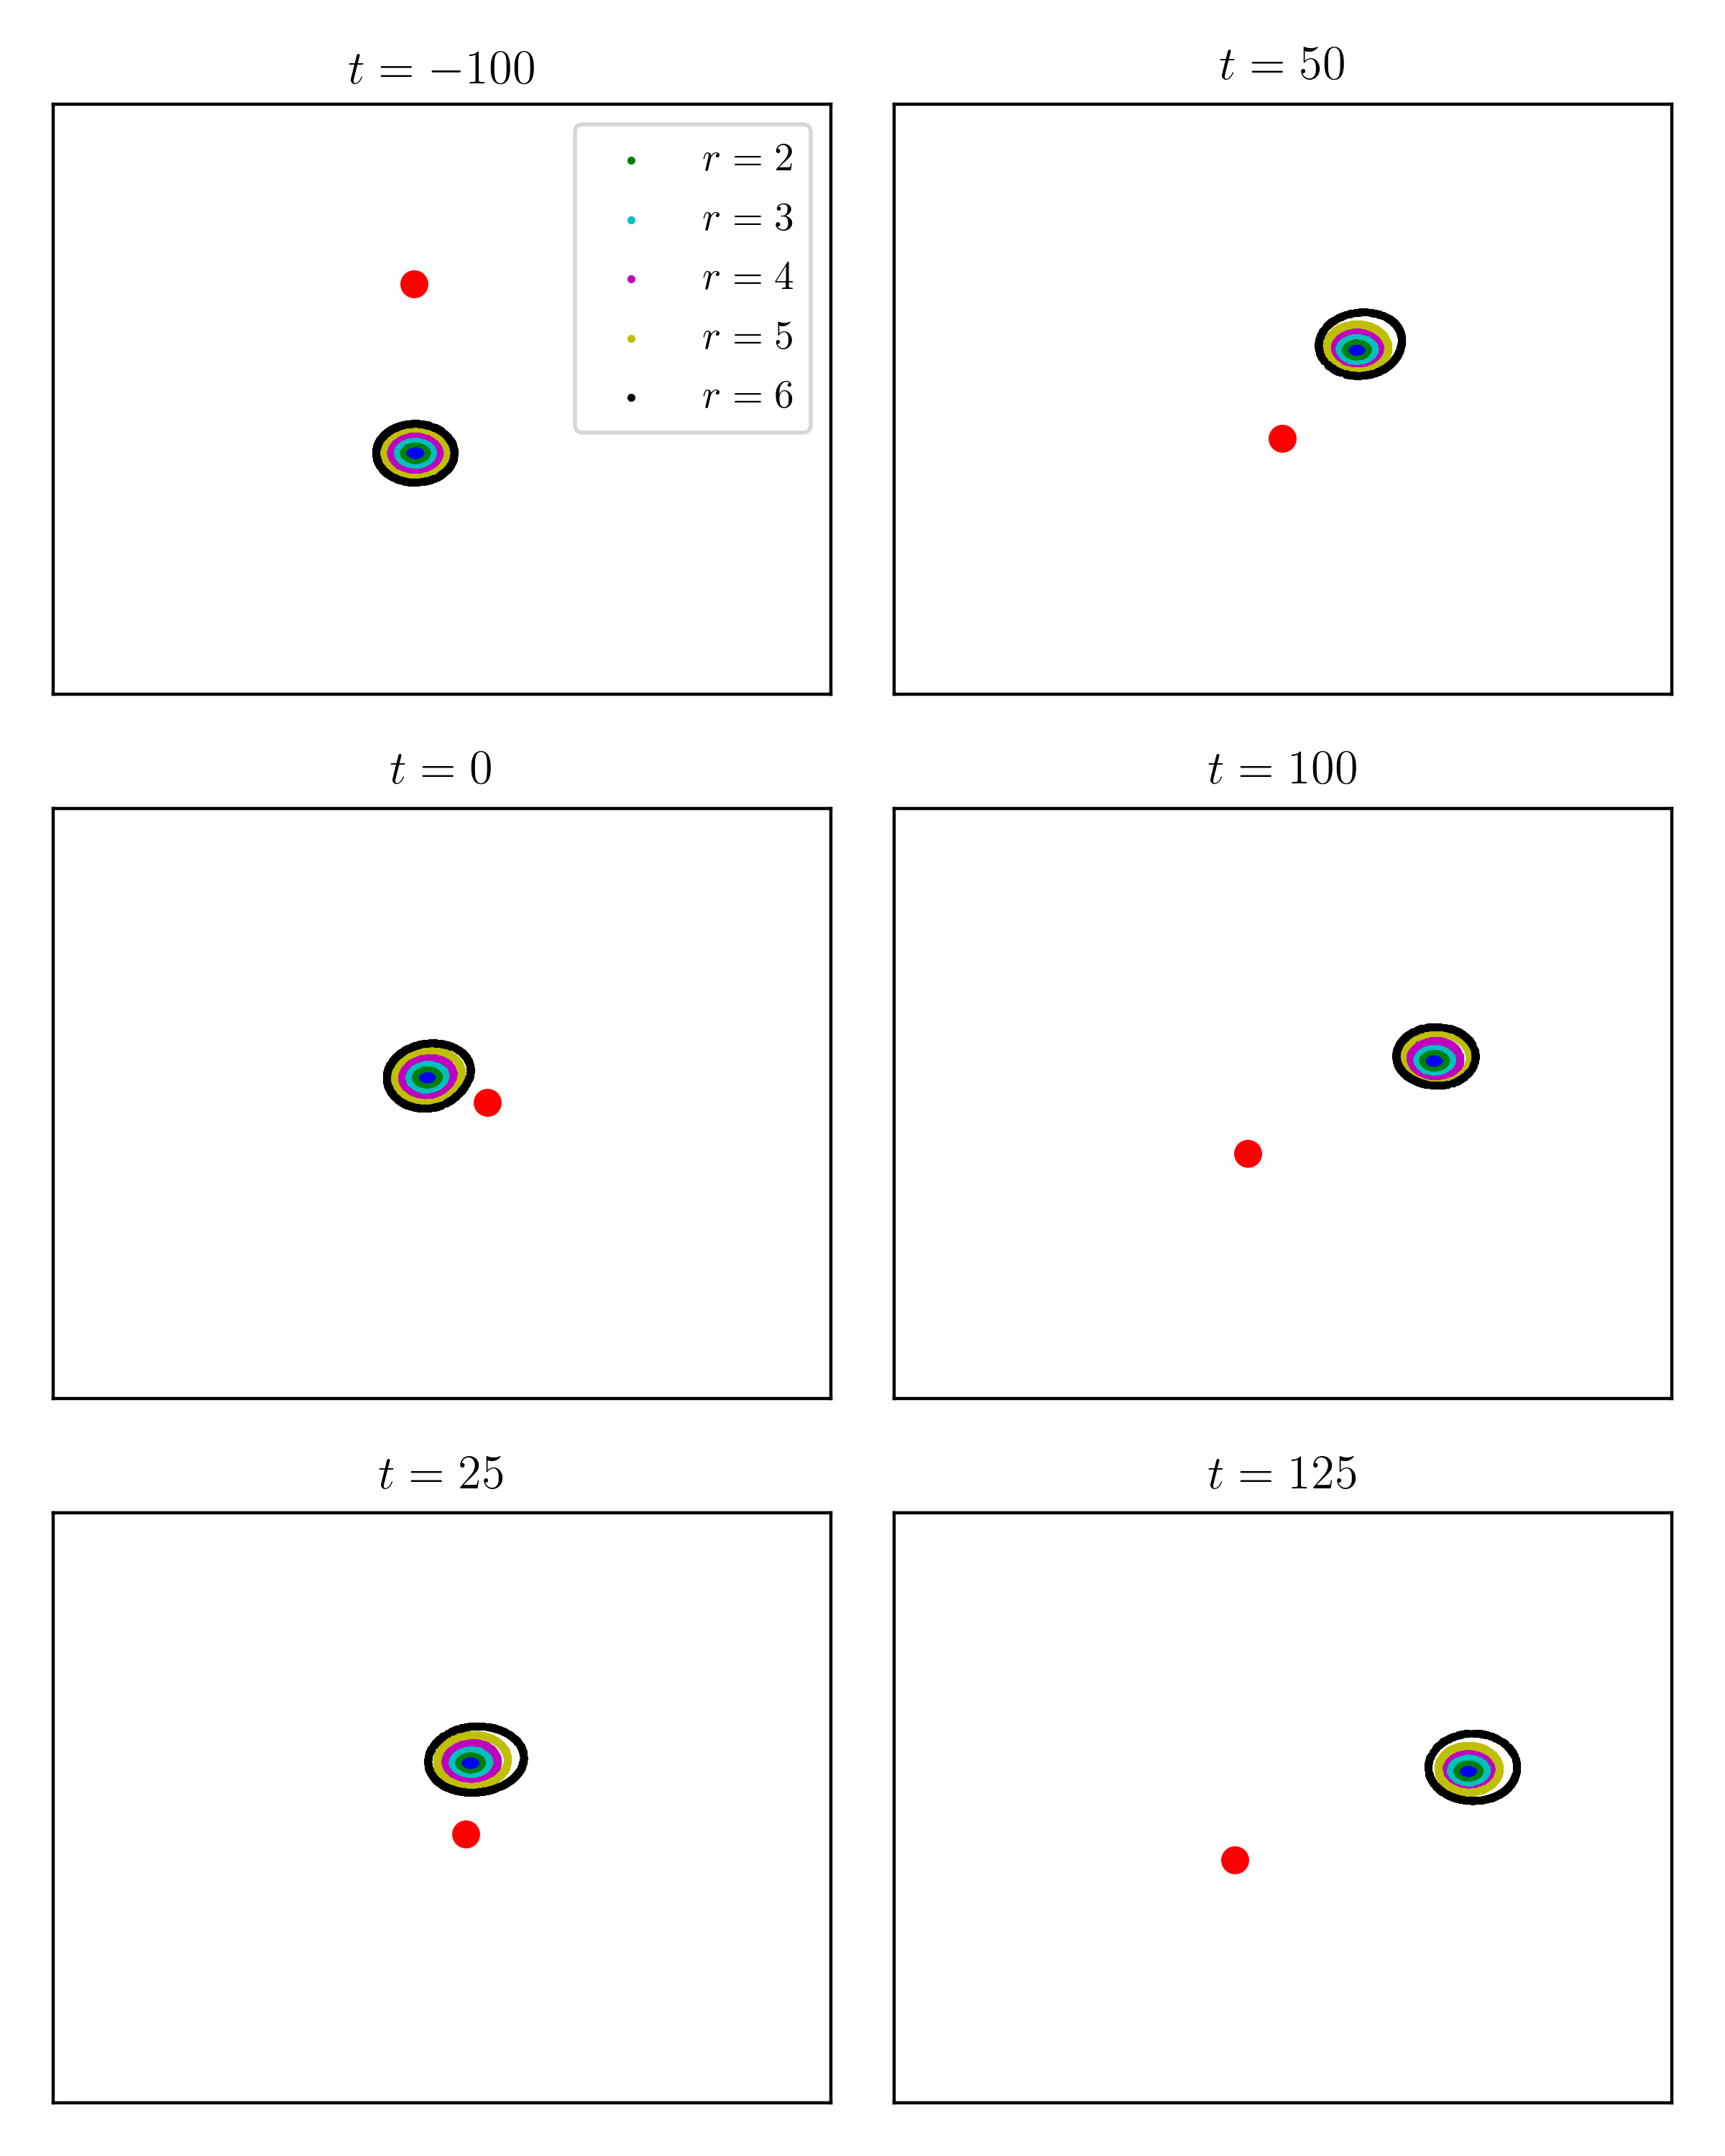 t = −100
r = 2
r = 3
r = 4
r = 5
r = 6
t = 50
t = 0
t = 100
t = 25
t = 125